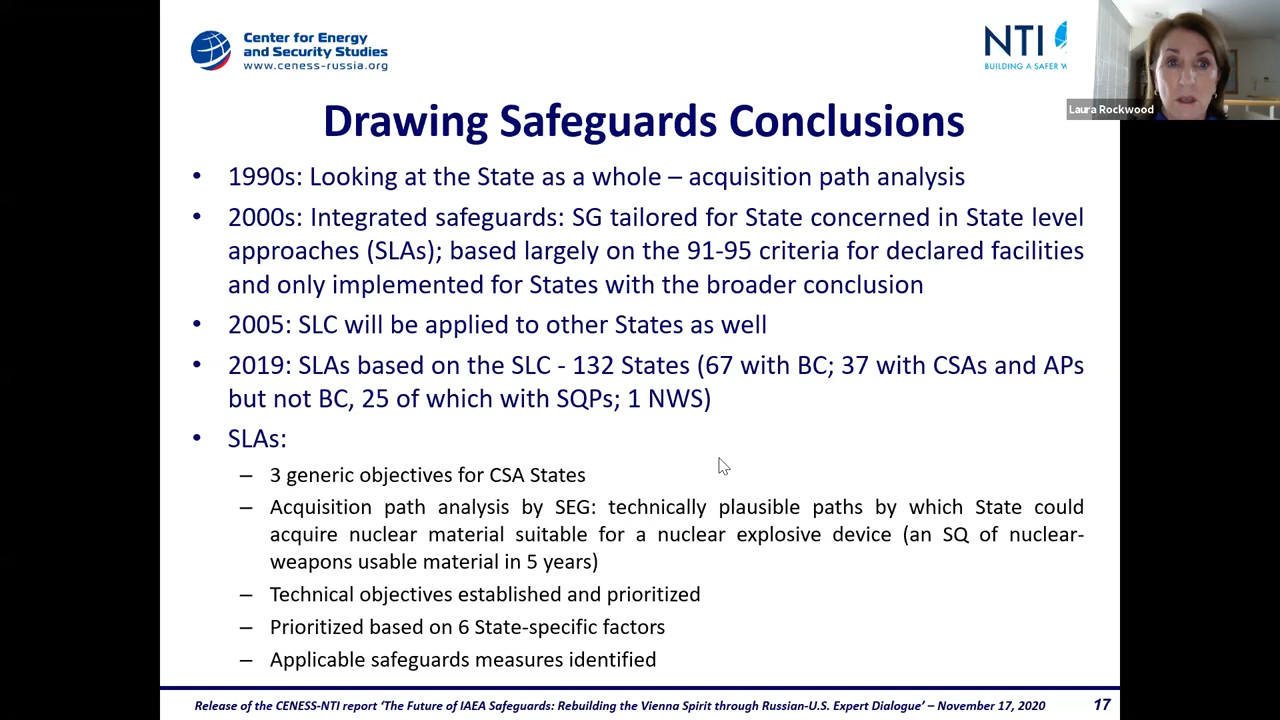 Center for Energy
and Security Studies
www.ceness-russia.org
NTI
BUILDING A SAFER W
Laura Rockwood
Drawing Safeguards Conclusions
• 1990s: Looking at the State as a whole – acquisition path analysis
• 2000s: Integrated safeguards: SG tailored for State concerned in State level
approaches (SLAs); based largely on the 91-95 criteria for declared facilities
and only implemented for States with the broader conclusion
• 2005: SLC will be applied to other States as well
• 2019: SLAs based on the SLC - 132 States (67 with BC; 37 with CSAs and APs
but not BC, 25 of which with SQPs; 1 NWS)
• SLAs:
– 3 generic objectives for CSA States
– Acquisition path analysis by SEG: technically plausible paths by which State could
acquire nuclear material suitable for a nuclear explosive device (an SQ of nuclear-
weapons usable material in 5 years)
– Technical objectives established and prioritized
– Prioritized based on 6 State-specific factors
– Applicable safeguards measures identified
Release of the CENESS-NTI report ‘The Future of IAEA Safeguards: Rebuilding the Vienna Spirit through Russian-U.S. Expert Dialogue’ – November 17, 2020
17